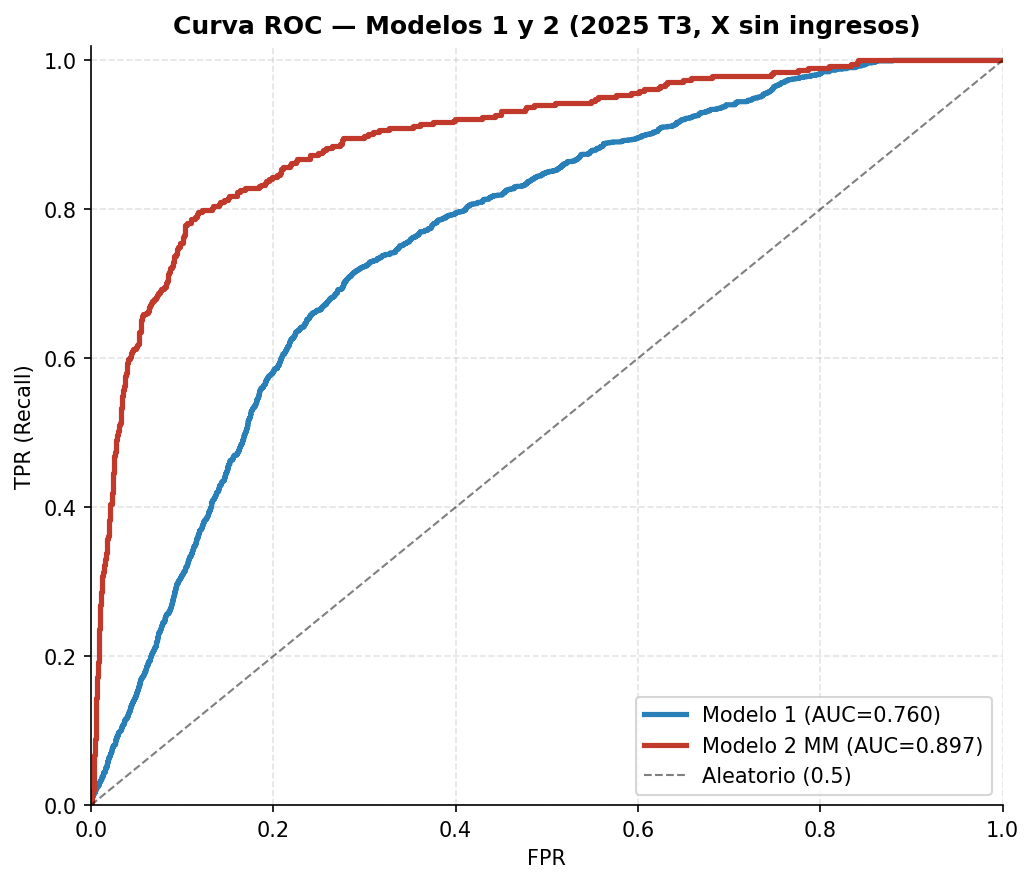 Curva ROC — Modelos 1 y 2 (2025 T3, X sin ingresos)
1.0
0.8
0.6
0.4
0.2
0.0
TPR (Recall)
Modelo 1 (AUC=0.760)
Modelo 2 MM (AUC=0.897)
Aleatorio (0.5)
0.0 0.2 0.4 0.6 0.8 1.0
FPR